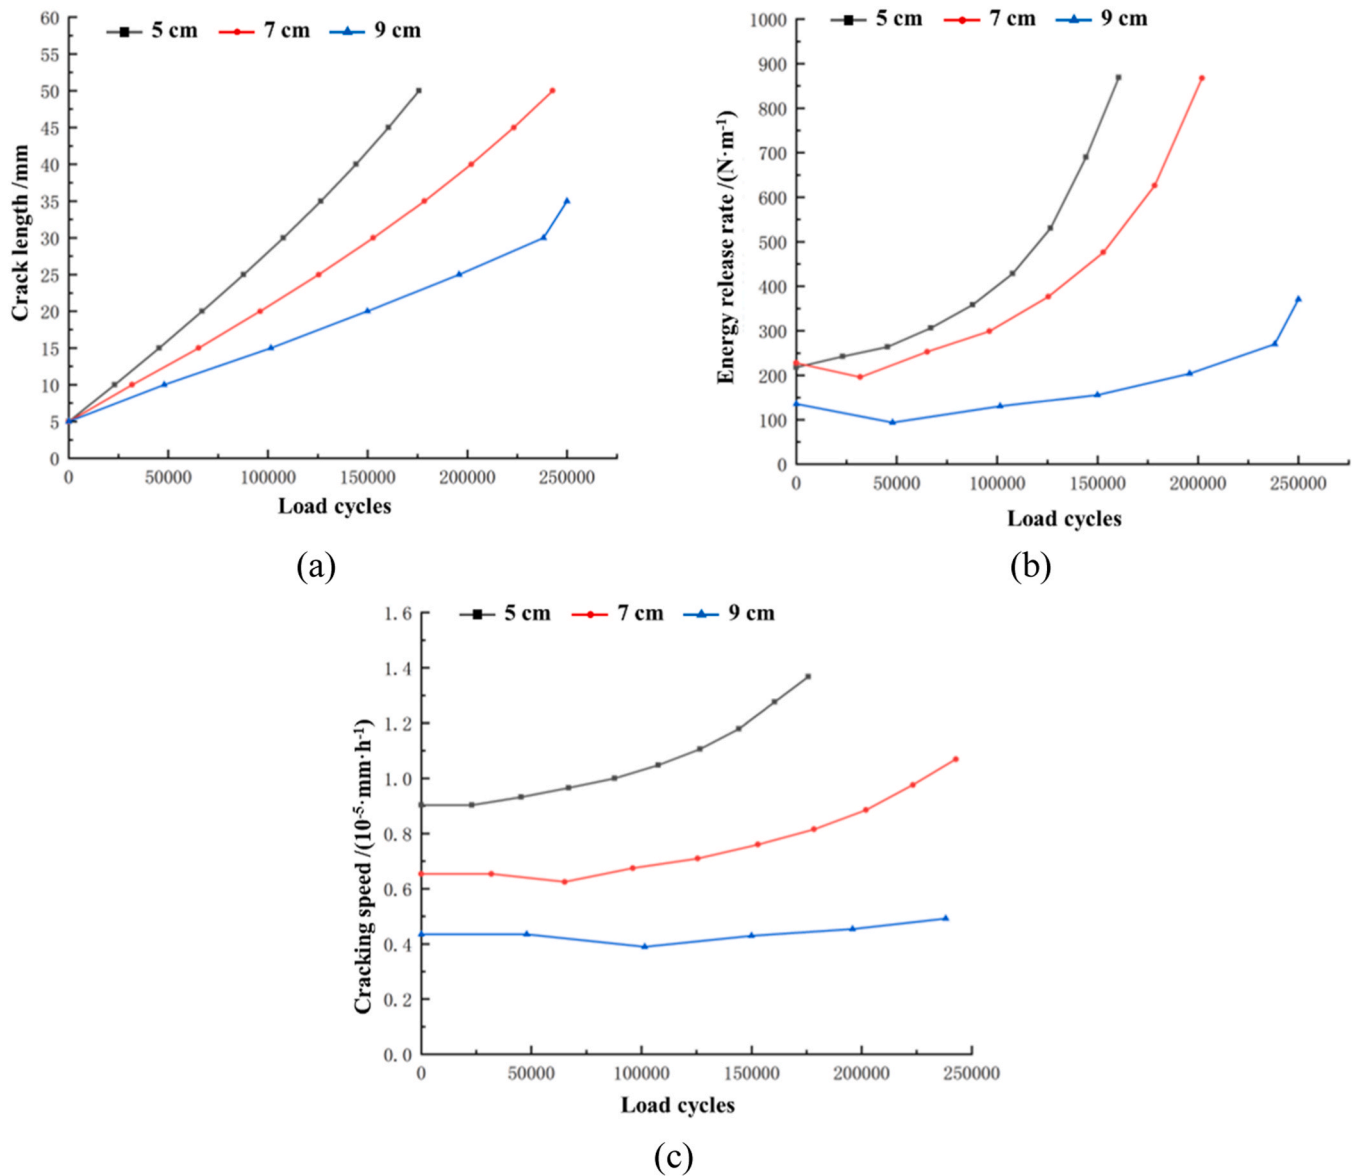 5 cm 7 cm 9 cm
60
55
50
45
40
35
30
25
20
15
10
5
0
Crack length /mm
0 50000 100000 150000 200000 250000
Load cycles
(a)
5 cm 7 cm 9 cm
1000
900
800
700
600
500
400
300
200
100
0
Energy release rate /(N·m⁻¹)
0 50000 100000 150000 200000 250000
Load cycles
(b)
5 cm 7 cm 9 cm
1.6
1.4
1.2
1.0
0.8
0.6
0.4
0.2
0.0
Cracking speed /(10⁻⁵·mm·h⁻¹)
0 50000 100000 150000 200000 250000
Load cycles
(c)